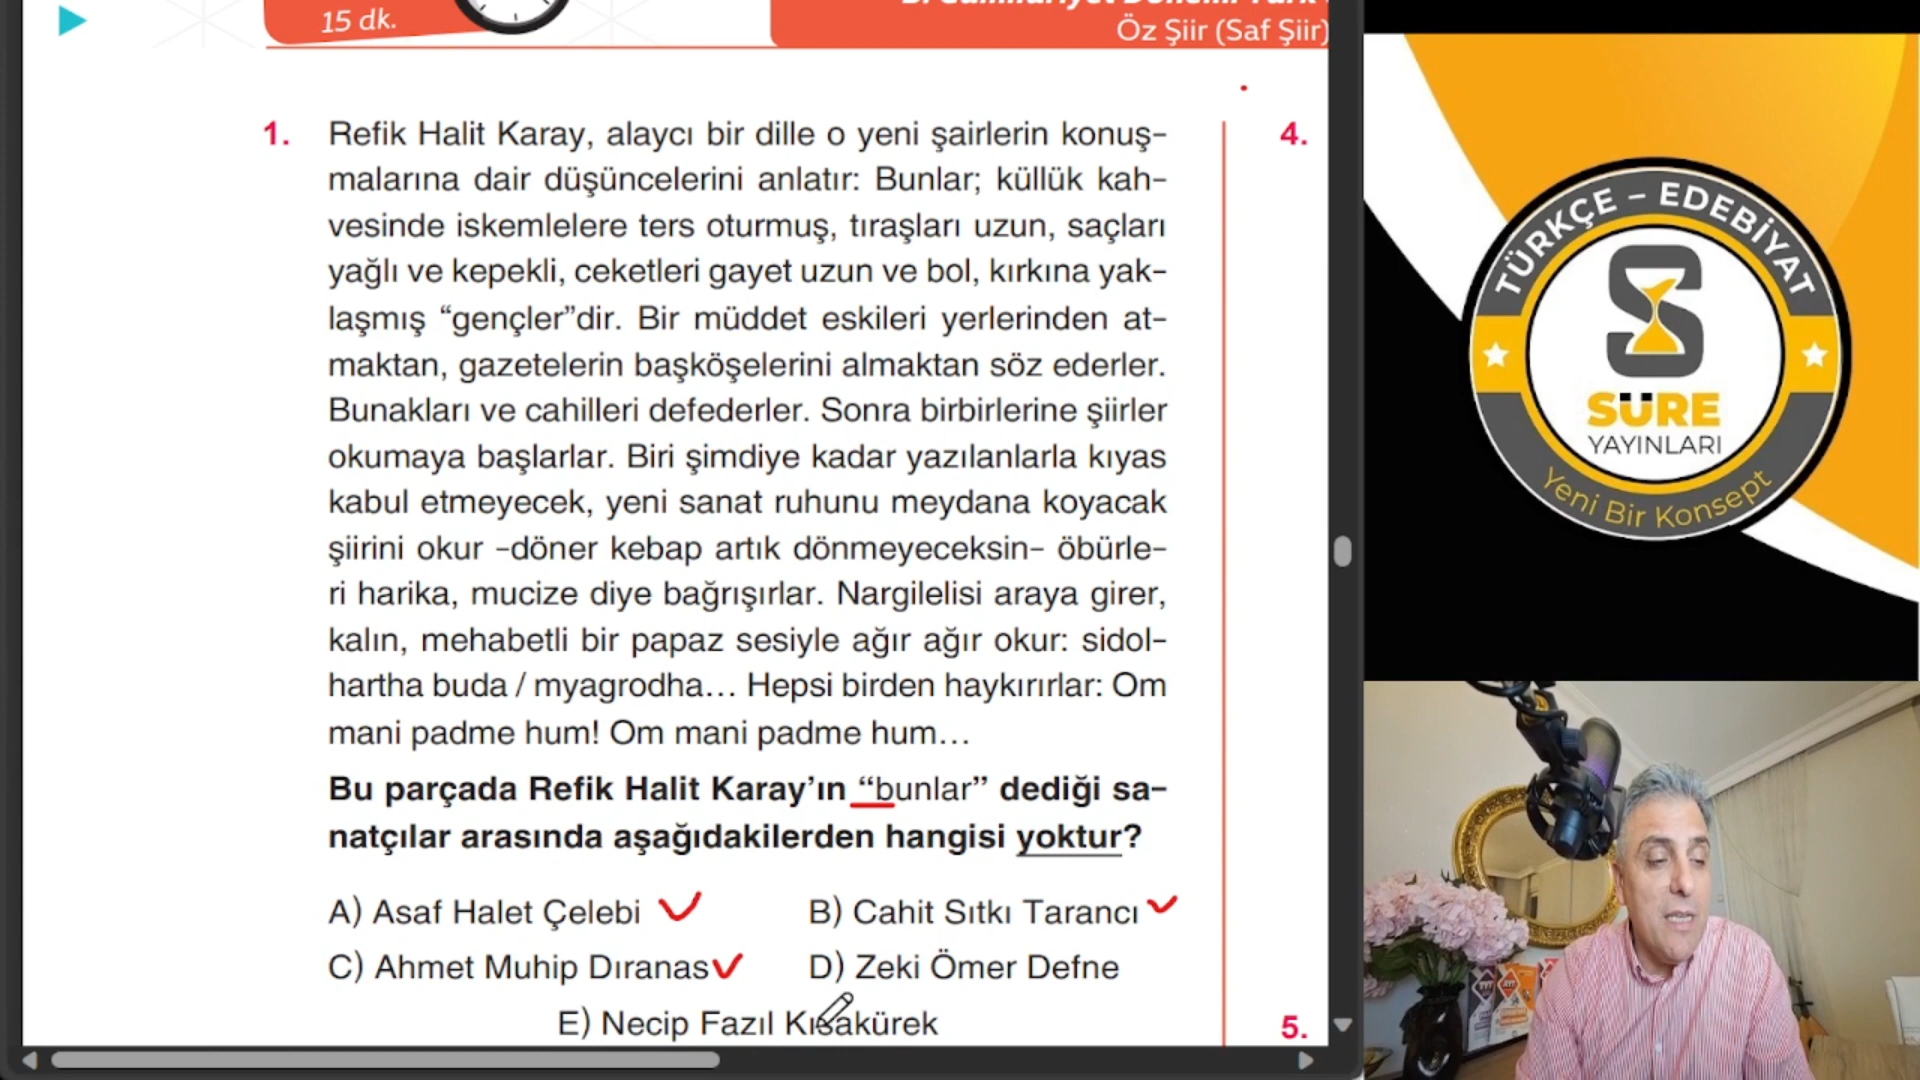 15 dk.
Öz Şiir (Saf Şiir)
1. Refik Halit Karay, alaycı bir dille o yeni şairlerin konuş-
malarına dair düşüncelerini anlatır: Bunlar; küllük kah-
vesinde iskemlelere ters oturmuş, tıraşları uzun, saçları
yağlı ve kepekli, ceketleri gayet uzun ve bol, kırkına yak-
laşmış “gençler”dir. Bir müddet eskileri yerlerinden at-
maktan, gazetelerin başköşelerini almaktan söz ederler.
Bunakları ve cahilleri defederler. Sonra birbirlerine şiirler
okumaya başlarlar. Biri şimdiye kadar yazılanlarla kıyas
kabul etmeyecek, yeni sanat ruhunu meydana koyacak
şiirini okur -döner kebap artık dönmeyeceksin- öbürle-
ri harika, mucize diye bağrışırlar. Nargilelisi araya girer,
kalın, mehabetli bir papaz sesiyle ağır ağır okur: sidol-
hartha buda / myagrodha... Hepsi birden haykırırlar: Om
mani padme hum! Om mani padme hum...
Bu parçada Refik Halit Karay’ın “bunlar” dediği sa-
natçılar arasında aşağıdakilerden hangisi yoktur?
A) Asaf Halet Çelebi
B) Cahit Sıtkı Tarancı
C) Ahmet Muhip Dıranas
D) Zeki Ömer Defne
E) Necip Fazıl Kısakürek
4.
5.
TÜRKÇE – EDEBİYAT
SÜRE
YAYINLARI
Yeni Bir Konsept